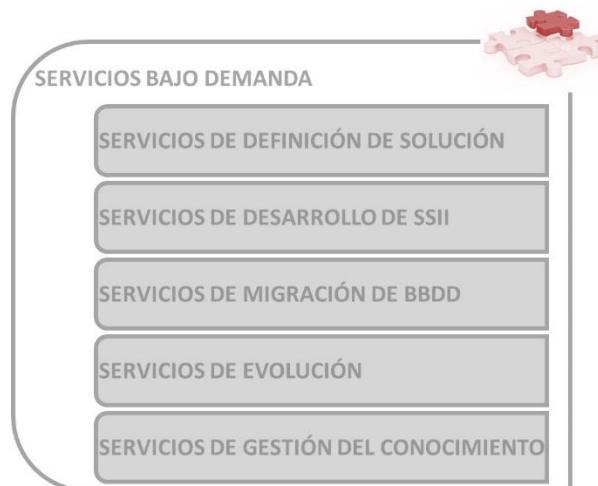 SERVICIOS BAJO DEMANDA
SERVICIOS DE DEFINICIÓN DE SOLUCIÓN
SERVICIOS DE DESARROLLO DE SSII
SERVICIOS DE MIGRACIÓN DE BBDD
SERVICIOS DE EVOLUCIÓN
SERVICIOS DE GESTIÓN DEL CONOCIMIENTO